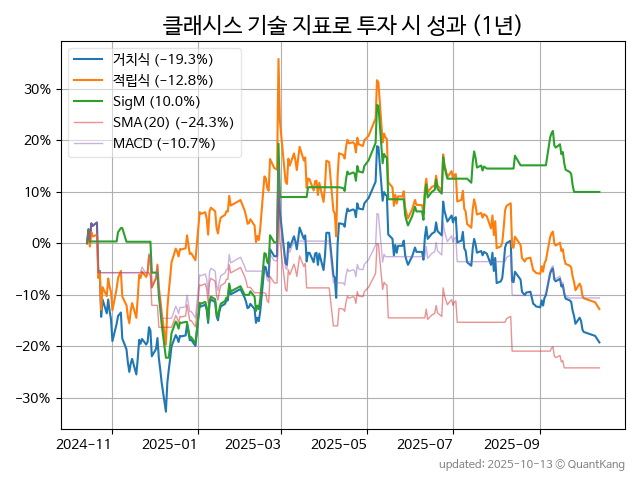 클래시스 기술 지표로 투자 시 성과 (1년)
거치식 (−19.3%)
적립식 (−12.8%)
SigM (10.0%)
SMA(20) (−24.3%)
MACD (−10.7%)
30%
20%
10%
0%
−10%
−20%
−30%
2024-11 2025-01 2025-03 2025-05 2025-07 2025-09
updated: 2025-10-13 ⓒ QuantKang